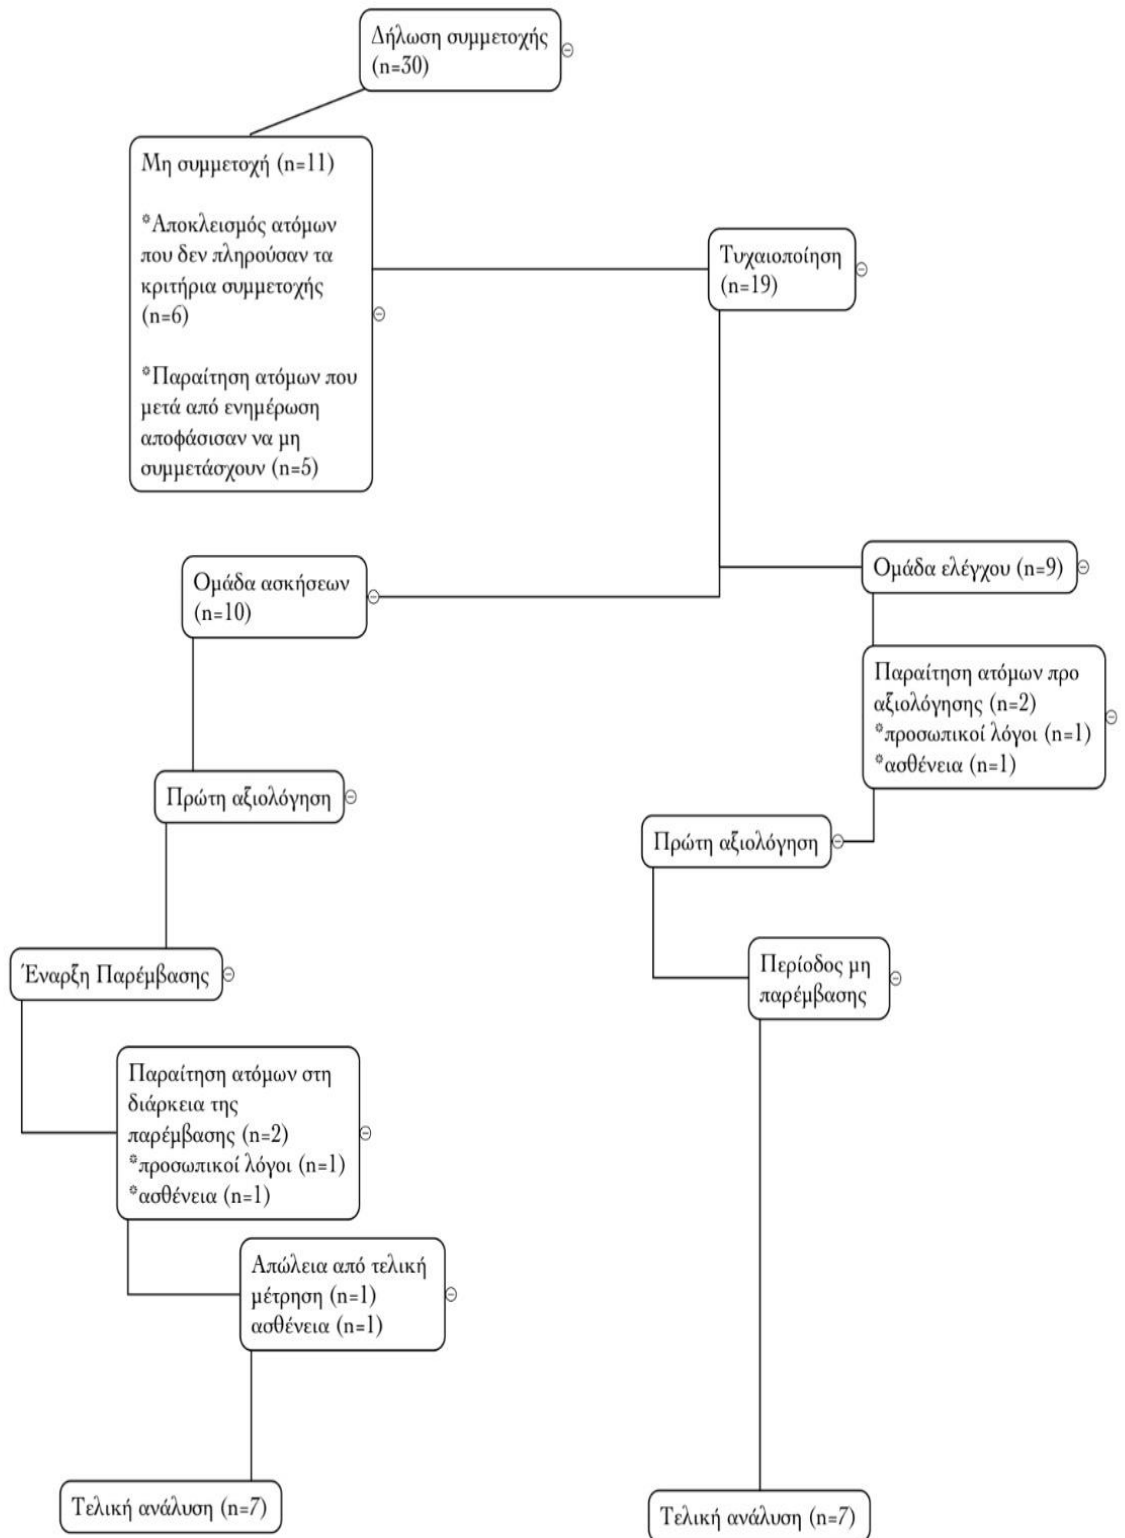 Δήλωση συμμετοχής
(n=30)
Μη συμμετοχή (n=11)
*Αποκλεισμός ατόμων
που δεν πληρούσαν τα
κριτήρια συμμετοχής
(n=6)
*Παραίτηση ατόμων που
μετά από ενημέρωση
αποφάσισαν να μη
συμμετάσχουν (n=5)
Τυχαιοποίηση
(n=19)
Ομάδα ασκήσεων
(n=10)
Ομάδα ελέγχου (n=9)
Παραίτηση ατόμων προ
αξιολόγησης (n=2)
*προσωπικοί λόγοι (n=1)
*ασθένεια (n=1)
Πρώτη αξιολόγηση
Πρώτη αξιολόγηση
Έναρξη Παρέμβασης
Περίοδος μη
παρέμβασης
Παραίτηση ατόμων στη
διάρκεια της
παρέμβασης (n=2)
*προσωπικοί λόγοι (n=1)
*ασθένεια (n=1)
Απώλεια από τελική
μέτρηση (n=1)
ασθένεια (n=1)
Τελική ανάλυση (n=7)
Τελική ανάλυση (n=7)